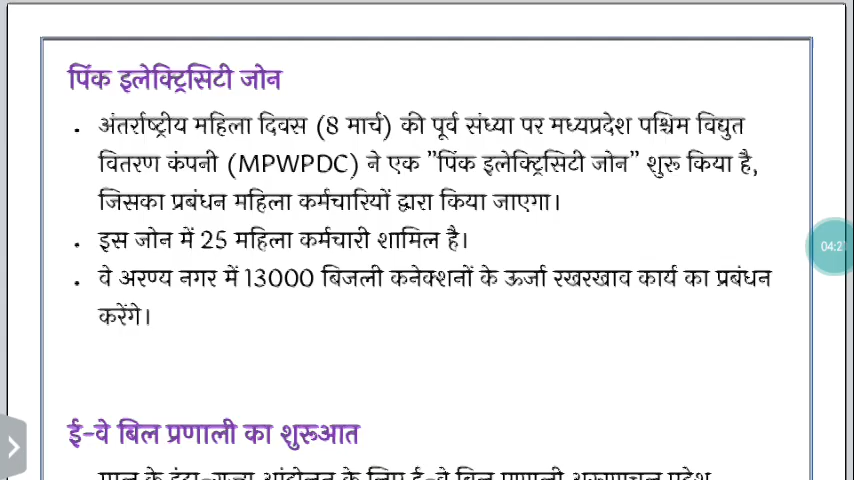 पिंक इलेक्ट्रिसिटी जोन
. अंतर्राष्ट्रीय महिला दिवस (8 मार्च) की पूर्व संध्या पर मध्यप्रदेश पश्चिम विद्युत
वितरण कंपनी (MPWPDC) ने एक "पिंक इलेक्ट्रिसिटी जोन" शुरू किया है,
जिसका प्रबंधन महिला कर्मचारियों द्वारा किया जाएगा।
. इस जोन में 25 महिला कर्मचारी शामिल है।
. वे अरण्य नगर में 13000 बिजली कनेक्शनों के ऊर्जा रखरखाव कार्य का प्रबंधन
करेंगे।
ई-वे बिल प्रणाली का शुरूआत
के लिए ई-वे बिल प्रणाली